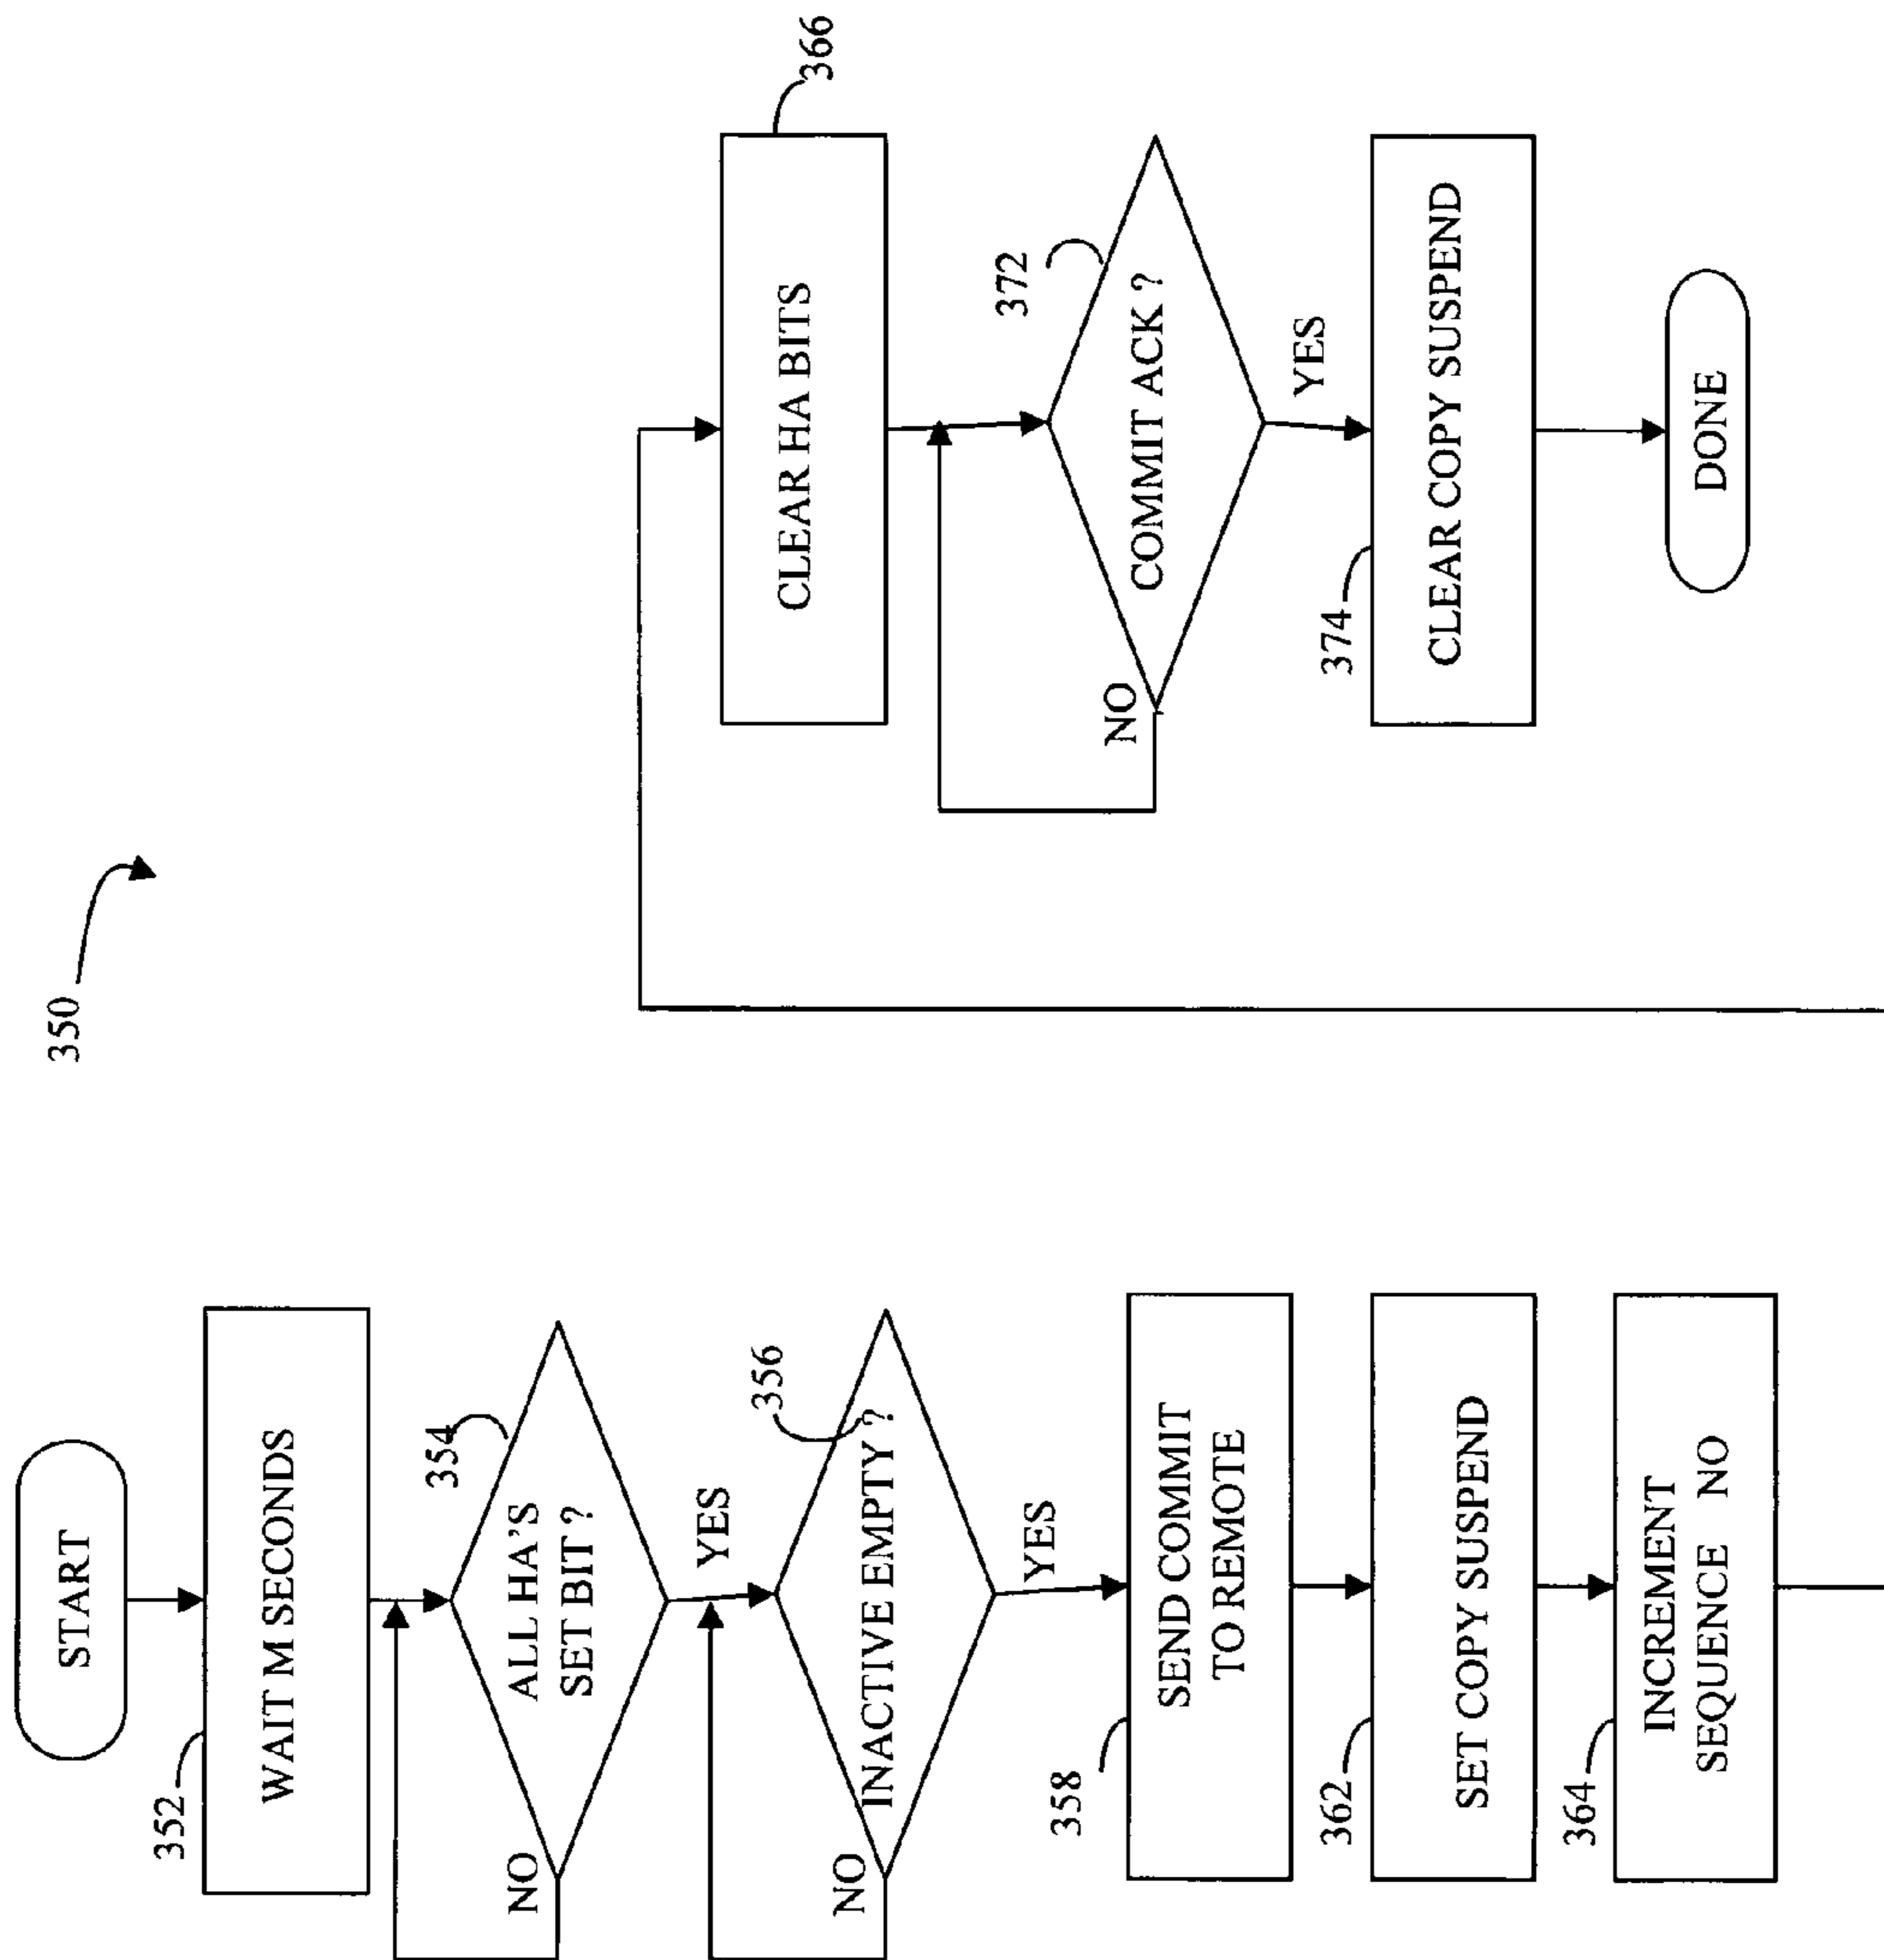 350
START
352
WAIT M SECONDS
354
ALL HA'S
SET BIT ?
NO
YES
356
INACTIVE EMPTY ?
NO
YES
358
SEND COMMIT
TO REMOTE
362
SET COPY SUSPEND
364
INCREMENT
SEQUENCE NO
366
CLEAR HA BITS
372
COMMIT ACK ?
NO
YES
374
CLEAR COPY SUSPEND
DONE